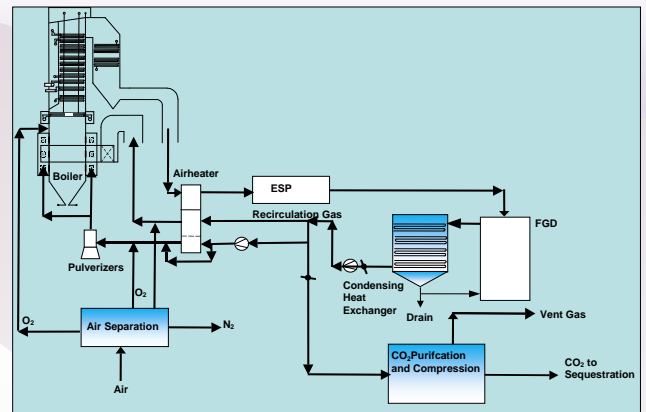 Boiler
Airheater
ESP
Recirculation Gas
FGD
Pulverizers
Condensing
Heat
Exchanger
Drain
O₂
O₂
Air Separation
N₂
Vent Gas
CO₂Purifcation
and Compression
CO₂ to
Sequestration
Air